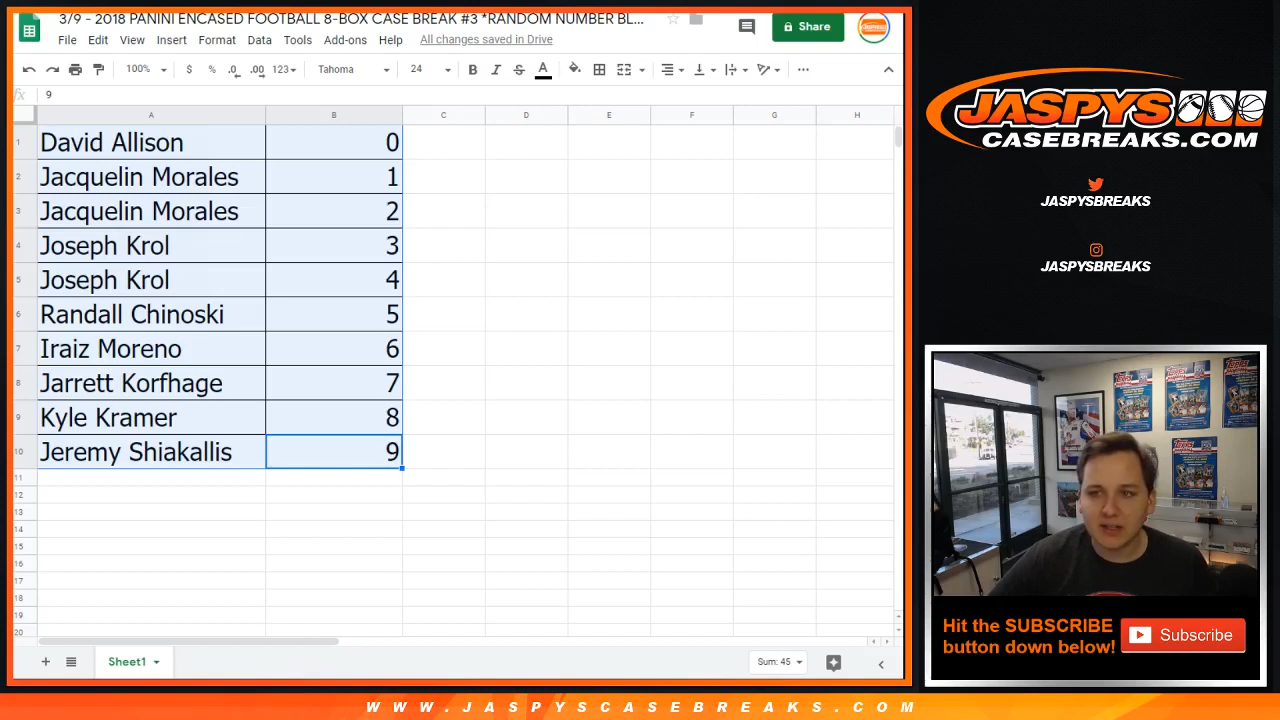 3/9 - 2018 PANINI ENCASED FOOTBALL 8-BOX CASE BREAK #3 *RANDOM NUMBER BL...
File Edit View Insert Format Data Tools Add-ons Help All changes saved in Drive
Share
100% $ % .0 .00 123 Tahoma 24 B I S A ...
fx 9
A B C D E F G H
1 David Allison 0
2 Jacquelin Morales 1
3 Jacquelin Morales 2
4 Joseph Krol 3
5 Joseph Krol 4
6 Randall Chinoski 5
7 Iraiz Moreno 6
8 Jarrett Korfhage 7
9 Kyle Kramer 8
10 Jeremy Shiakallis 9
11
12
13
14
15
16
17
18
19
20
Sheet1
Sum: 45
JASPYS
CASEBREAKS.COM
JASPYSBREAKS
JASPYSBREAKS
Topps
Topps
Topps
Topps
Hit the SUBSCRIBE
button down below!
Subscribe
WWW.JASPYSCASEBREAKS.COM